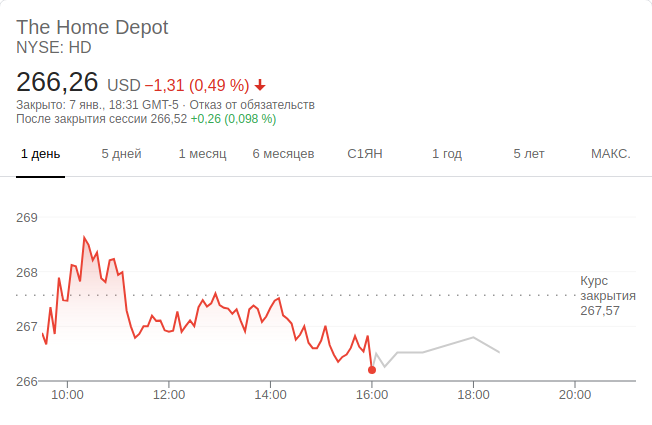 The Home Depot
NYSE: HD
266,26 USD −1,31 (0,49 %)
Закрыто: 7 янв., 18:31 GMT-5 · Отказ от обязательств
После закрытия сессии 266,52 +0,26 (0,098 %)
1 день 5 дней 1 месяц 6 месяцев С1ЯН 1 год 5 лет МАКС.
269
268
Курс
закрытия
267,57
267
266
10:00 12:00 14:00 16:00 18:00 20:00